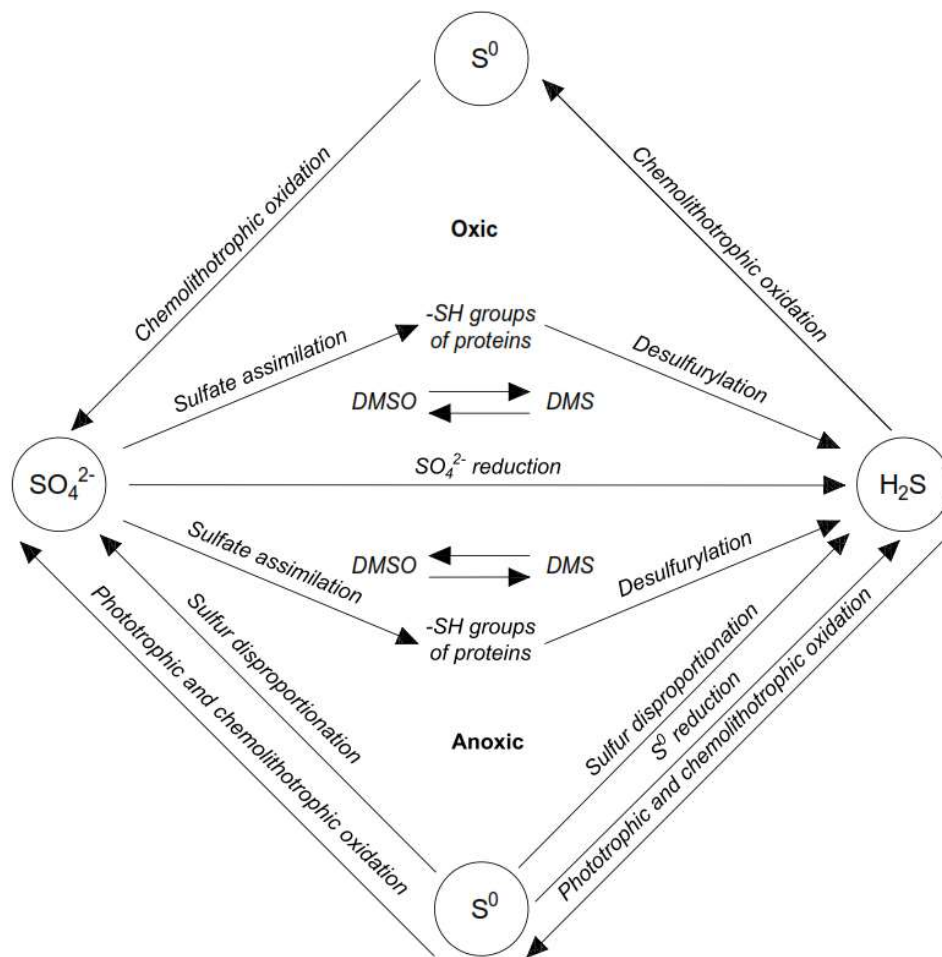 S⁰
Chemolithotrophic oxidation
Chemolithotrophic oxidation
Oxic
-SH groups
of proteins
Sulfate assimilation
Desulfurylation
DMSO
DMS
SO₄²⁻
SO₄²⁻ reduction
H₂S
Sulfate assimilation
DMSO
DMS
Desulfurylation
-SH groups
of proteins
Phototrophic and chemolithotrophic oxidation
Sulfur disproportionation
Anoxic
Sulfur disproportionation
S⁰ reduction
Phototrophic and chemolithotrophic oxidation
S⁰